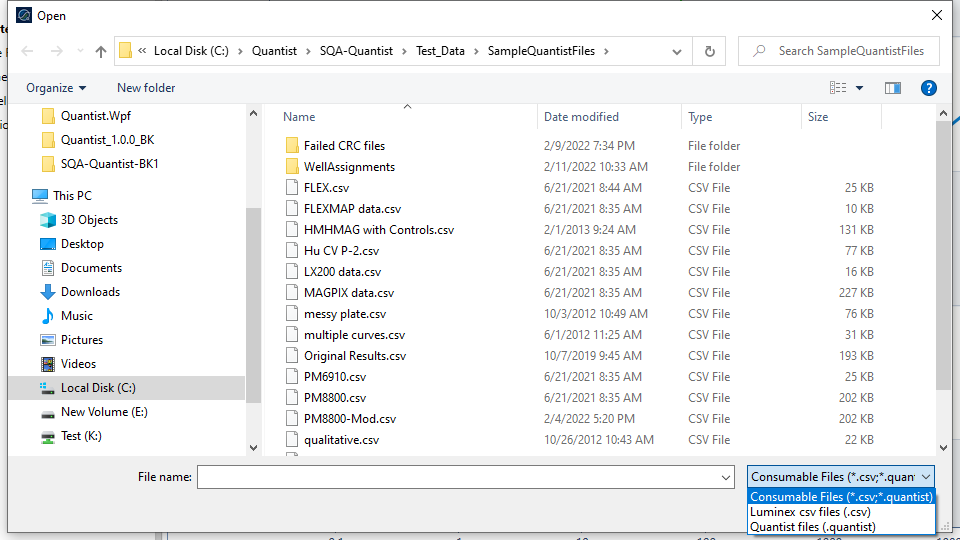 Open
« Local Disk (C:) > Quantist > SQA-Quantist > Test_Data > SampleQuantistFiles >
Search SampleQuantistFiles
Organize
New folder
Quantist.Wpf
Quantist_1.0.0_BK
SQA-Quantist-BK1
This PC
3D Objects
Desktop
Documents
Downloads
Music
Pictures
Videos
Local Disk (C:)
New Volume (E:)
Test (K:)
Name Date modified Type Size
Failed CRC files 2/9/2022 7:34 PM File folder
WellAssignments 2/11/2022 10:33 AM File folder
FLEX.csv 6/21/2021 8:44 AM CSV File 25 KB
FLEXMAP data.csv 6/21/2021 8:35 AM CSV File 10 KB
HMHMAG with Controls.csv 2/1/2013 9:24 AM CSV File 131 KB
Hu CV P-2.csv 6/21/2021 8:35 AM CSV File 77 KB
LX200 data.csv 6/21/2021 8:35 AM CSV File 16 KB
MAGPIX data.csv 6/21/2021 8:35 AM CSV File 227 KB
messy plate.csv 10/3/2012 10:49 AM CSV File 76 KB
multiple curves.csv 6/1/2012 11:25 AM CSV File 31 KB
Original Results.csv 10/7/2019 9:45 AM CSV File 193 KB
PM6910.csv 6/21/2021 8:35 AM CSV File 25 KB
PM8800.csv 6/21/2021 8:35 AM CSV File 202 KB
PM8800-Mod.csv 2/4/2022 5:20 PM CSV File 202 KB
qualitative.csv 10/26/2012 10:43 AM CSV File 22 KB
File name:
Consumable Files (*.csv;*.quan
Consumable Files (*.csv;*.quantist)
Luminex csv files (.csv)
Quantist files (.quantist)